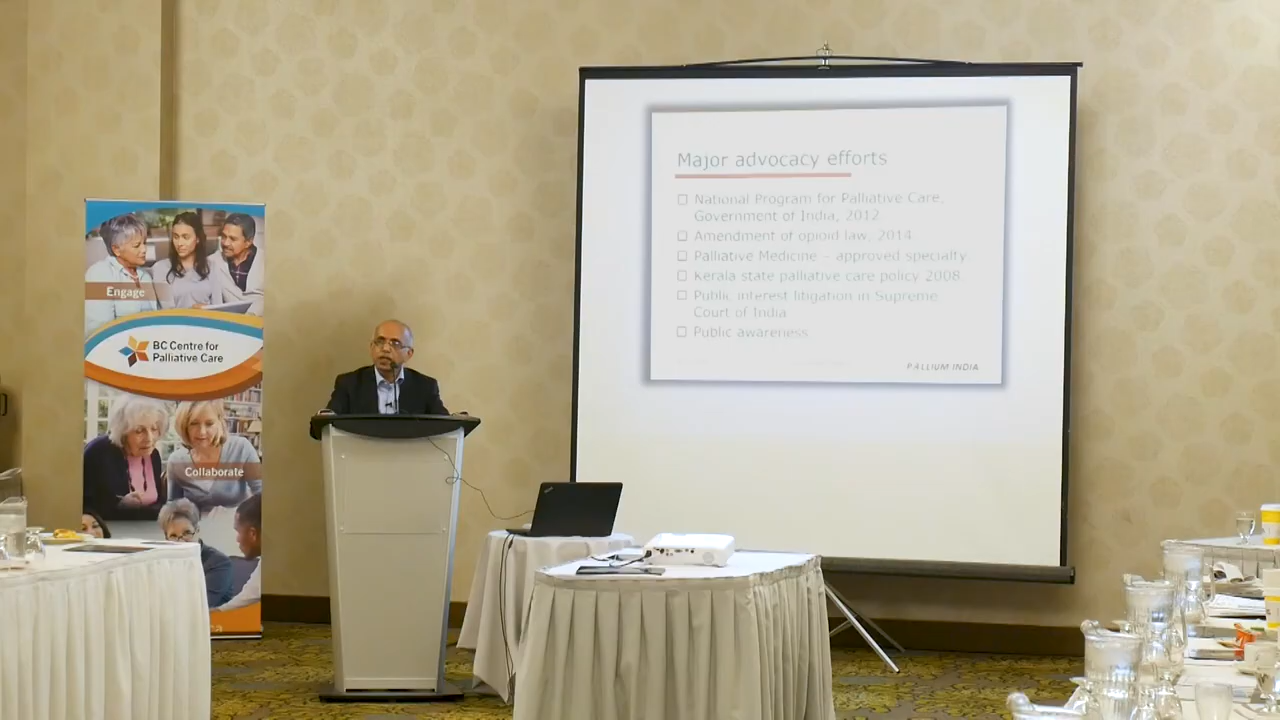 Engage
BC Centre for
Palliative Care
Collaborate
ca
Major advocacy efforts
National Program for Palliative Care,
Government of India, 2012
Amendment of opioid law, 2014
Palliative Medicine – approved specialty
Kerala state palliative care policy 2008
Public interest litigation in Supreme
Court of India
Public awareness
PALLIUM INDIA